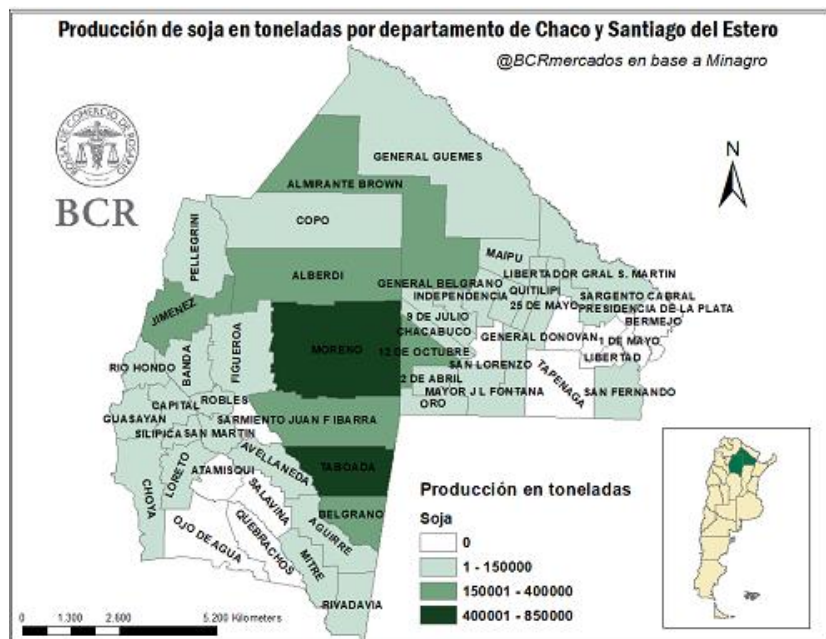 Producción de soja en toneladas por departamento de Chaco y Santiago del Estero
@BCRmercados en base a Minagro
BOLSA DE COMERCIO DE ROSARIO
BCR
N
GENERAL GUEMES
ALMIRANTE BROWN
COPO
PELLEGRINI
MAIPU
ALBERDI
LIBERTADOR GRAL S. MARTIN
GENERAL BELGRANO
QUITILIPI
INDEPENDENCIA
25 DE MAYO
SARGENTO CABRAL
PRESIDENCIA DE LA PLATA
JIMENEZ
9 DE JULIO
BERMEJO
CHACABUCO
GENERAL DONOVAN
1 DE MAYO
MORENO
12 DE OCTUBRE
FIGUEROA
BANDA
LIBERTAD
RIO HONDO
SAN LORENZO
TAPENAGA
2 DE ABRIL
MAYOR J L FONTANA
SAN FERNANDO
ROBLES
ORO
CAPITAL
GUASAYAN
SARMIENTO
JUAN F IBARRA
SILIPICA
SAN MARTIN
AVELLANEDA
LORETO
ATAMISQUI
TABOADA
CHOYA
SALAVINA
BELGRANO
AGUIRRE
OJO DE AGUA
QUEBRACHOS
MITRE
RIVADAVIA
Producción en toneladas
Soja
0
1 - 150000
150001 - 400000
400001 - 850000
0 1.300 2.600 5.200 Kilometers